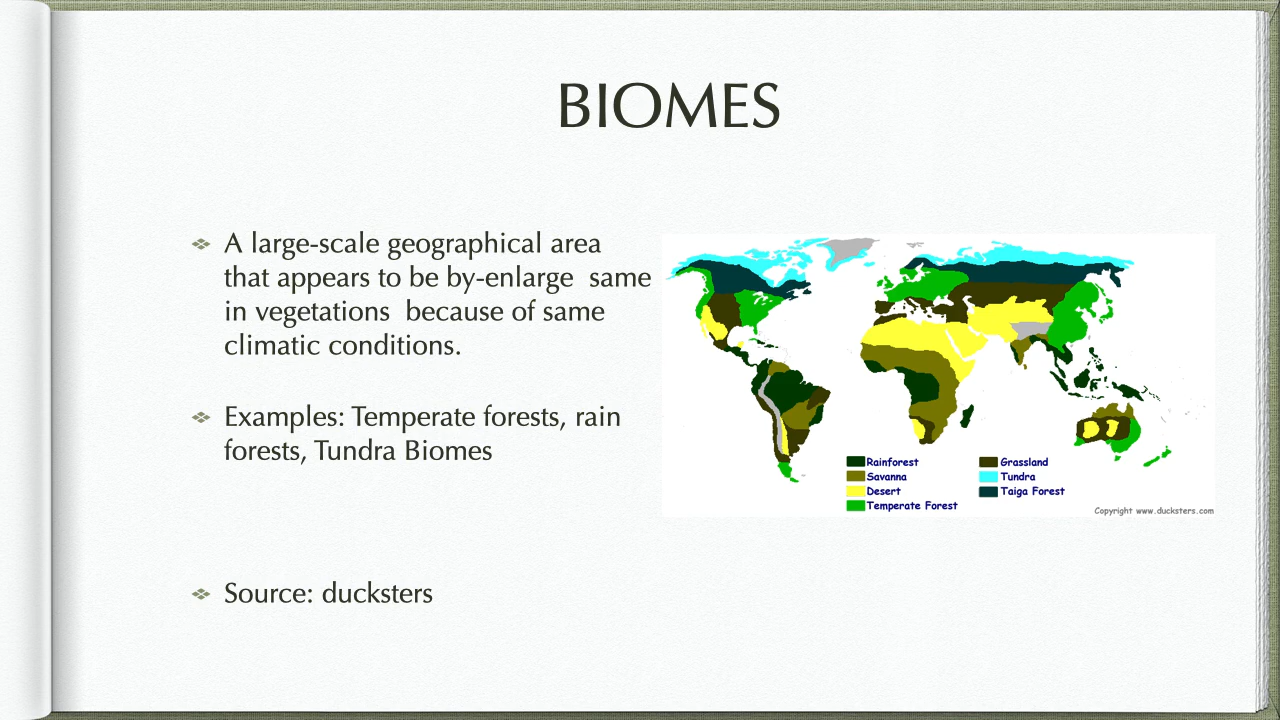 BIOMES
A large-scale geographical area
that appears to be by-enlarge  same
in vegetations  because of same
climatic conditions.
Examples: Temperate forests, rain
forests, Tundra Biomes
Source: ducksters
Rainforest
Savanna
Desert
Temperate Forest
Grassland
Tundra
Taiga Forest
Copyright www.ducksters.com